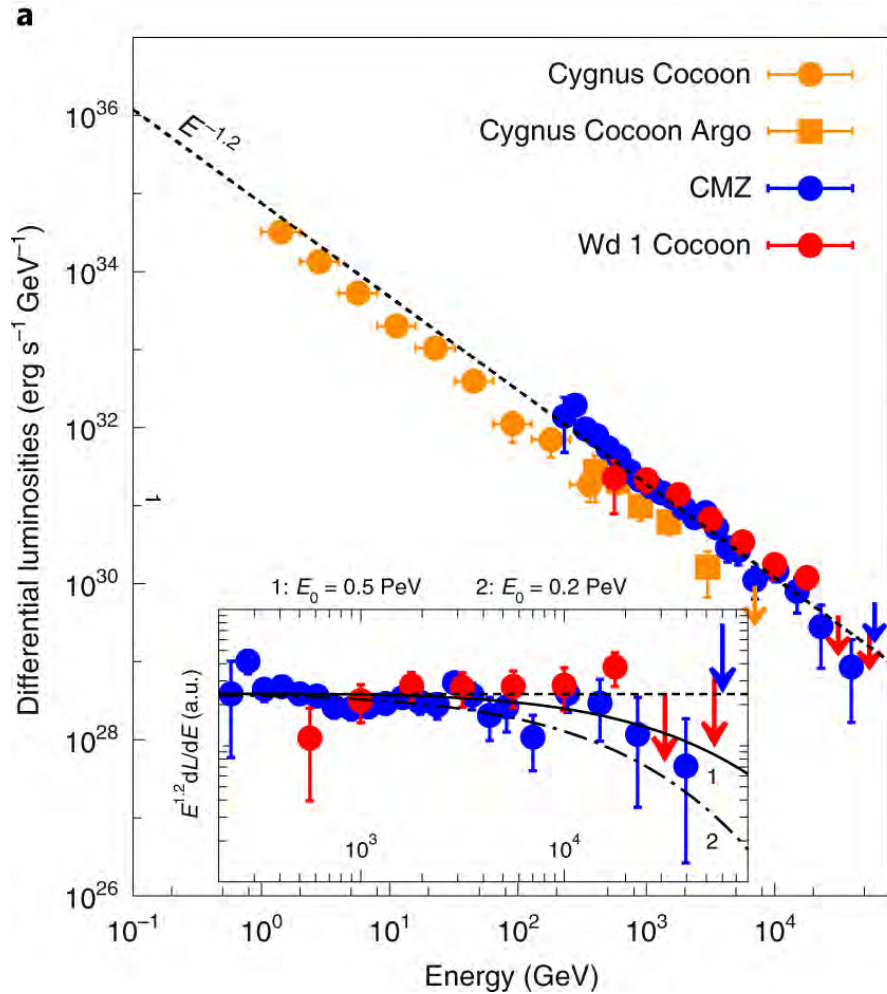 a
Cygnus Cocoon
Cygnus Cocoon Argo
CMZ
Wd 1 Cocoon
E^−1.2
Differential luminosities (erg s^−1 GeV^−1)
10^36
10^34
10^32
1
10^30
10^28
10^26
1: E_0 = 0.5 PeV
2: E_0 = 0.2 PeV
E^1.2 dL/dE (a.u.)
1
2
10^3
10^4
10^−1
10^0
10^1
10^2
10^3
10^4
Energy (GeV)